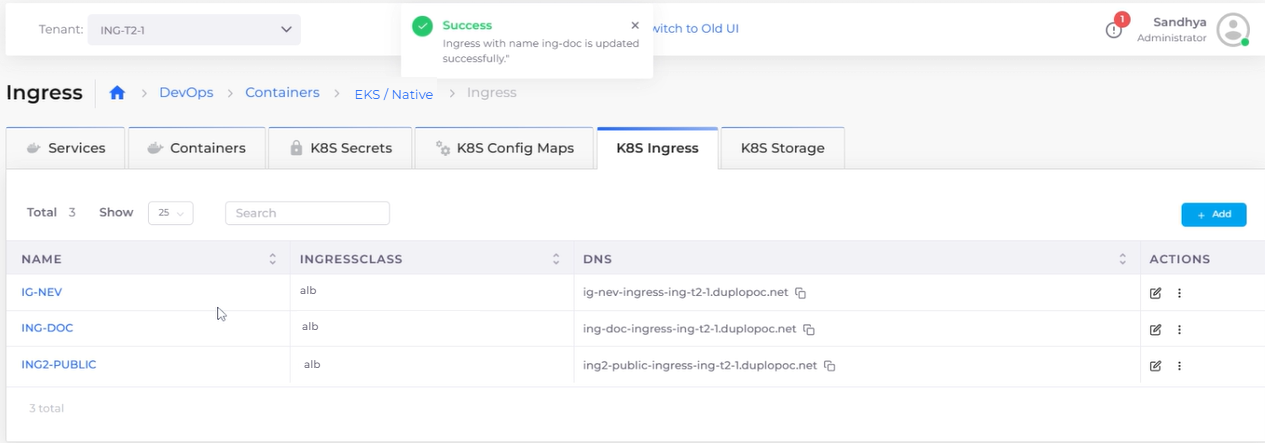 Tenant: ING-T2-1
Success
Ingress with name ing-doc is updated
successfully."
witch to Old UI
1
Sandhya
Administrator
Ingress DevOps Containers EKS / Native Ingress
Services Containers K8S Secrets K8S Config Maps K8S Ingress K8S Storage
Total 3 Show 25 Search + Add
NAME INGRESSCLASS DNS ACTIONS
IG-NEV alb ig-nev-ingress-ing-t2-1.duplopoc.net
ING-DOC alb ing-doc-ingress-ing-t2-1.duplopoc.net
ING2-PUBLIC alb ing2-public-ingress-ing-t2-1.duplopoc.net
3 total